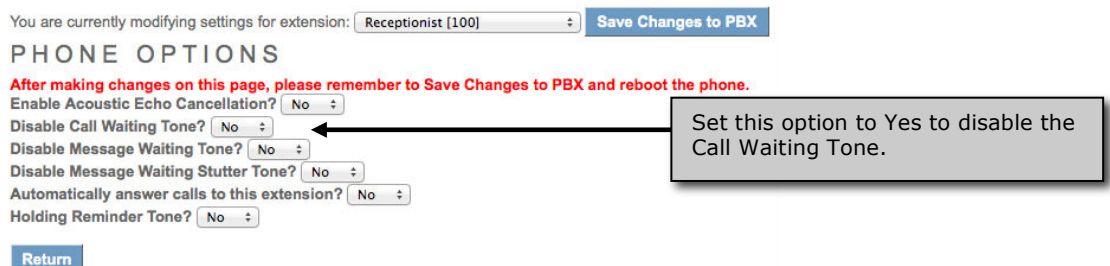 You are currently modifying settings for extension: Receptionist [100] Save Changes to PBX
PHONE OPTIONS
After making changes on this page, please remember to Save Changes to PBX and reboot the phone.
Enable Acoustic Echo Cancellation? No
Disable Call Waiting Tone? No
Set this option to Yes to disable the
Call Waiting Tone.
Disable Message Waiting Tone? No
Disable Message Waiting Stutter Tone? No
Automatically answer calls to this extension? No
Holding Reminder Tone? No
Return